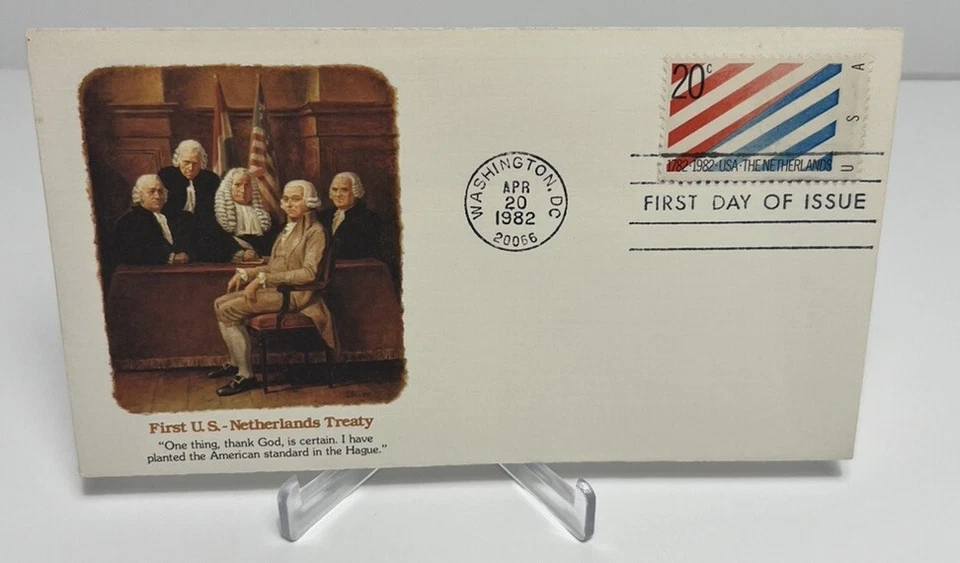 20c
USA
1782·1982·USA·THE NETHERLANDS
WASHINGTON, DC
APR
20
1982
20066
FIRST DAY OF ISSUE
First U.S.-Netherlands Treaty
“One thing, thank God, is certain. I have
planted the American standard in the Hague.”